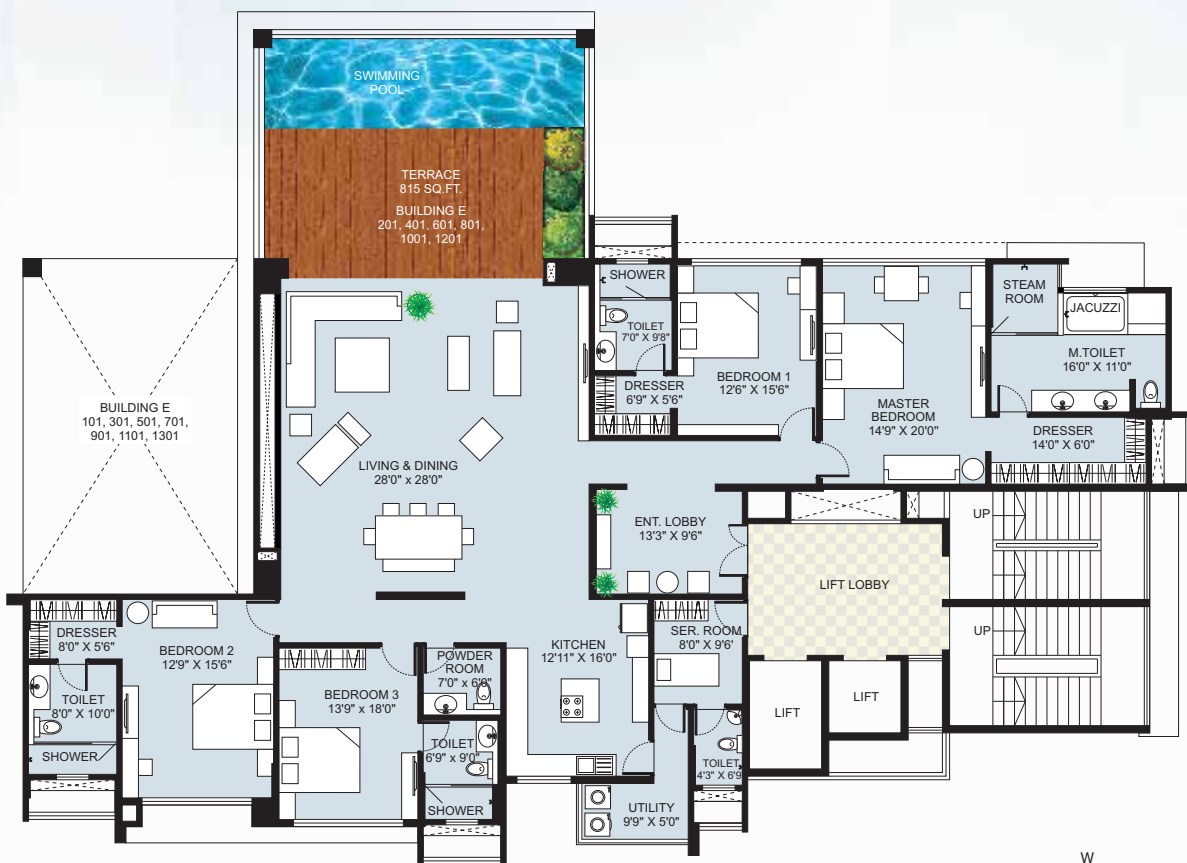 SWIMMING
POOL
TERRACE
815 SQ.FT.
BUILDING E
201, 401, 601, 801,
1001, 1201
BUILDING E
101, 301, 501, 701,
901, 1101, 1301
SHOWER
TOILET
7'0" X 9'8"
DRESSER
6'9" X 5'6"
BEDROOM 1
12'6" X 15'6"
MASTER
BEDROOM
14'9" X 20'0"
STEAM
ROOM
JACUZZI
M.TOILET
16'0" X 11'0"
DRESSER
14'0" X 6'0"
LIVING & DINING
28'0" x 28'0"
ENT. LOBBY
13'3" X 9'6"
LIFT LOBBY
UP
UP
LIFT
LIFT
DRESSER
8'0" X 5'6"
BEDROOM 2
12'9" X 15'6"
TOILET
8'0" X 10'0"
SHOWER
BEDROOM 3
13'9" X 18'0"
POWDER
ROOM
7'0" x 6'0"
TOILET
6'9" x 9'0"
SHOWER
KITCHEN
12'11" X 16'0"
SER. ROOM
8'0" X 9'6'
TOILET
4'3" X 6'9"
UTILITY
9'9" X 5'0"
W